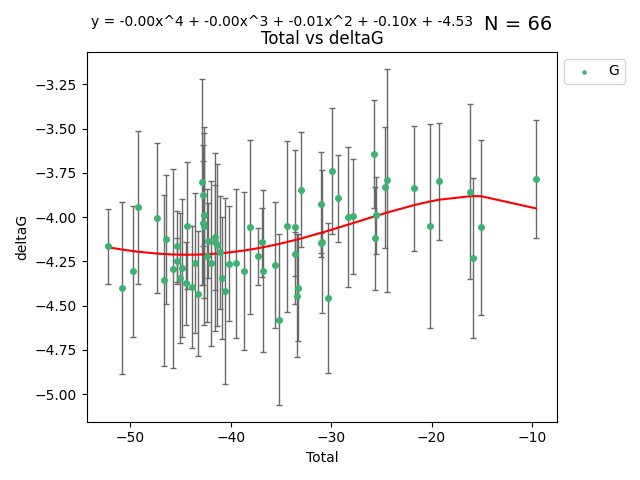 y = -0.00x^4 + -0.00x^3 + -0.01x^2 + -0.10x + -4.53 N = 66
Total vs deltaG
G
deltaG
−3.25
−3.50
−3.75
−4.00
−4.25
−4.50
−4.75
−5.00
−50 −40 −30 −20 −10
Total